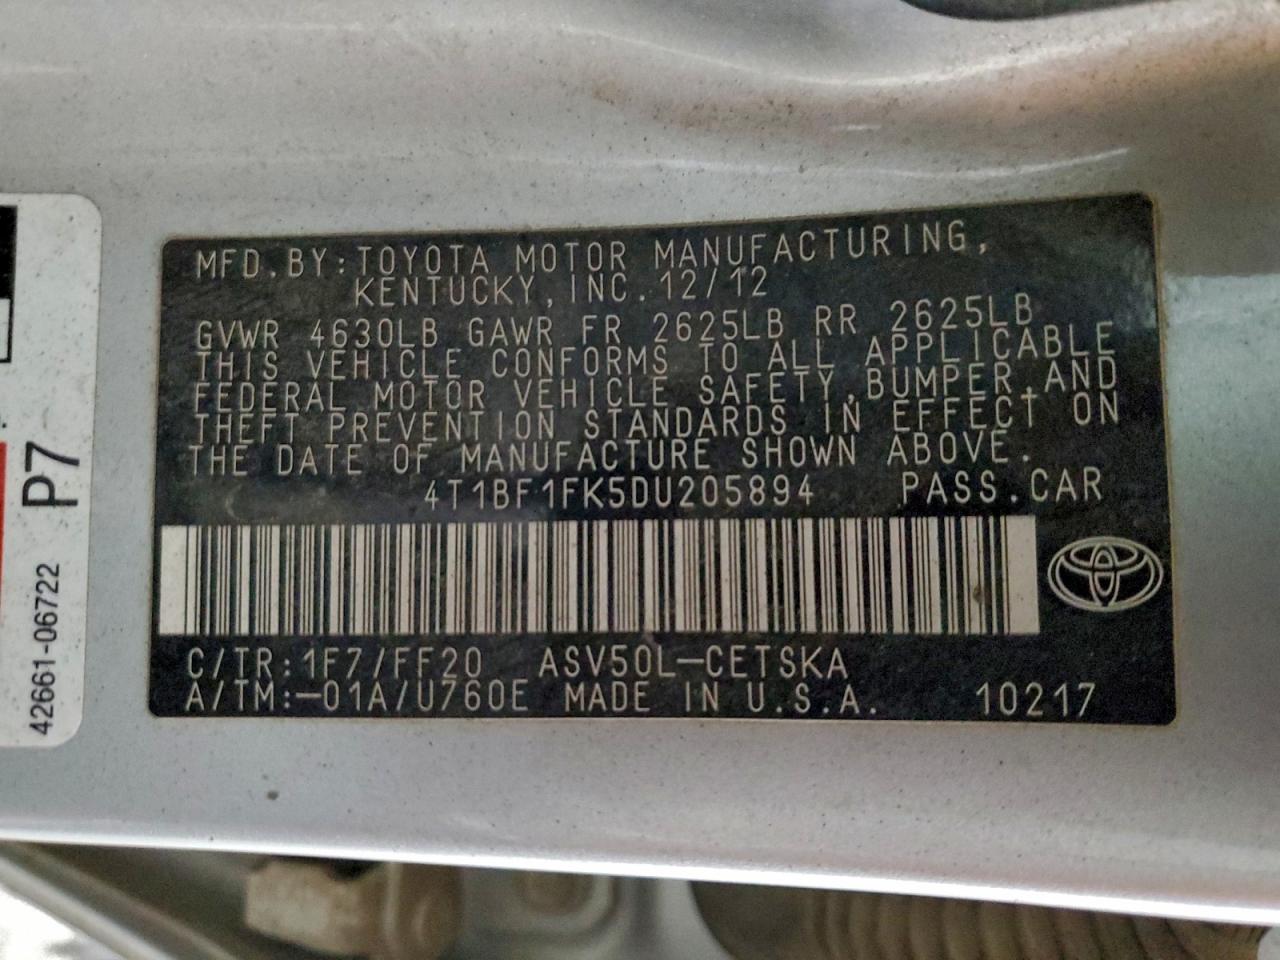 MFD.BY:TOYOTA MOTOR MANUFACTURING,
KENTUCKY,INC.12/12
GVWR 4630LB GAWR FR 2625LB RR 2625LB
THIS VEHICLE CONFORMS TO ALL APPLICABLE
FEDERAL MOTOR VEHICLE SAFETY,BUMPER,AND
THEFT PREVENTION STANDARDS IN EFFECT ON
THE DATE OF MANUFACTURE SHOWN ABOVE.
4T1BF1FK5DU205894 PASS.CAR
C/TR:1F7/FF20 ASV50L-CETSKA
A/TM:-01A/U760E MADE IN U.S.A. 10217
P7
42661-06722